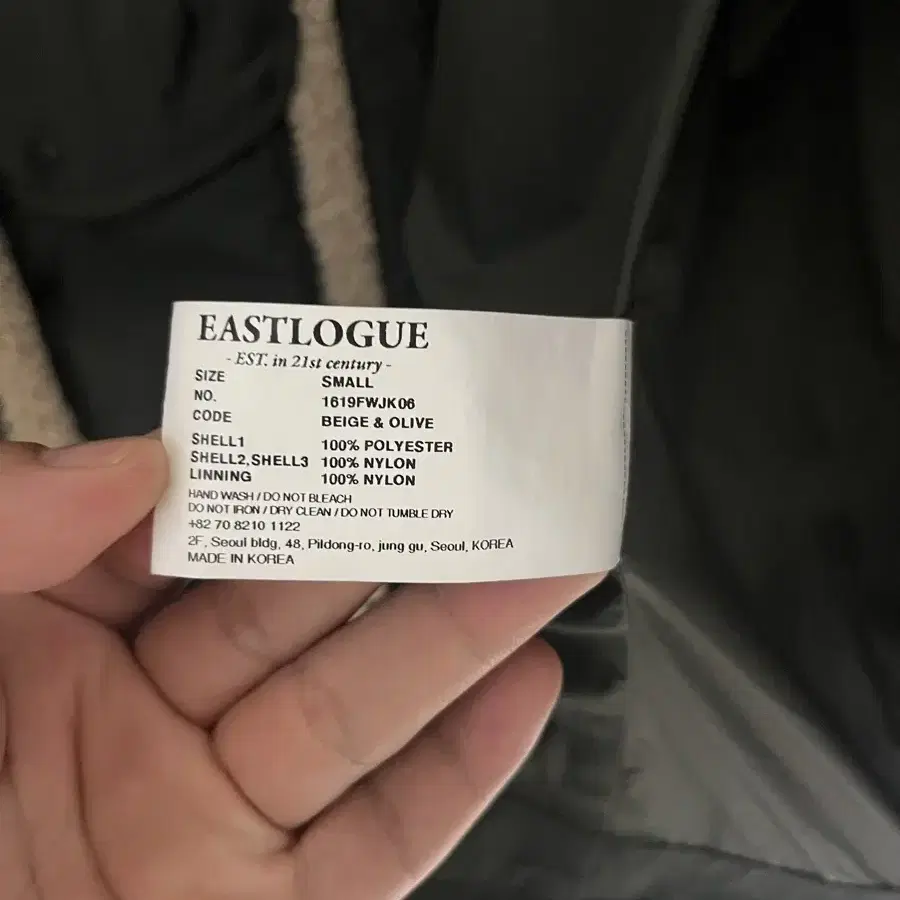 EASTLOGUE
- EST. in 21st century -
SIZE SMALL
NO. 1619FWJK06
CODE BEIGE & OLIVE
SHELL1 100% POLYESTER
SHELL2,SHELL3 100% NYLON
LINNING 100% NYLON
HAND WASH / DO NOT BLEACH
DO NOT IRON / DRY CLEAN / DO NOT TUMBLE DRY
+82 70 8210 1122
2F, Seoul bldg, 48, Pildong-ro, jung gu, Seoul, KOREA
MADE IN KOREA